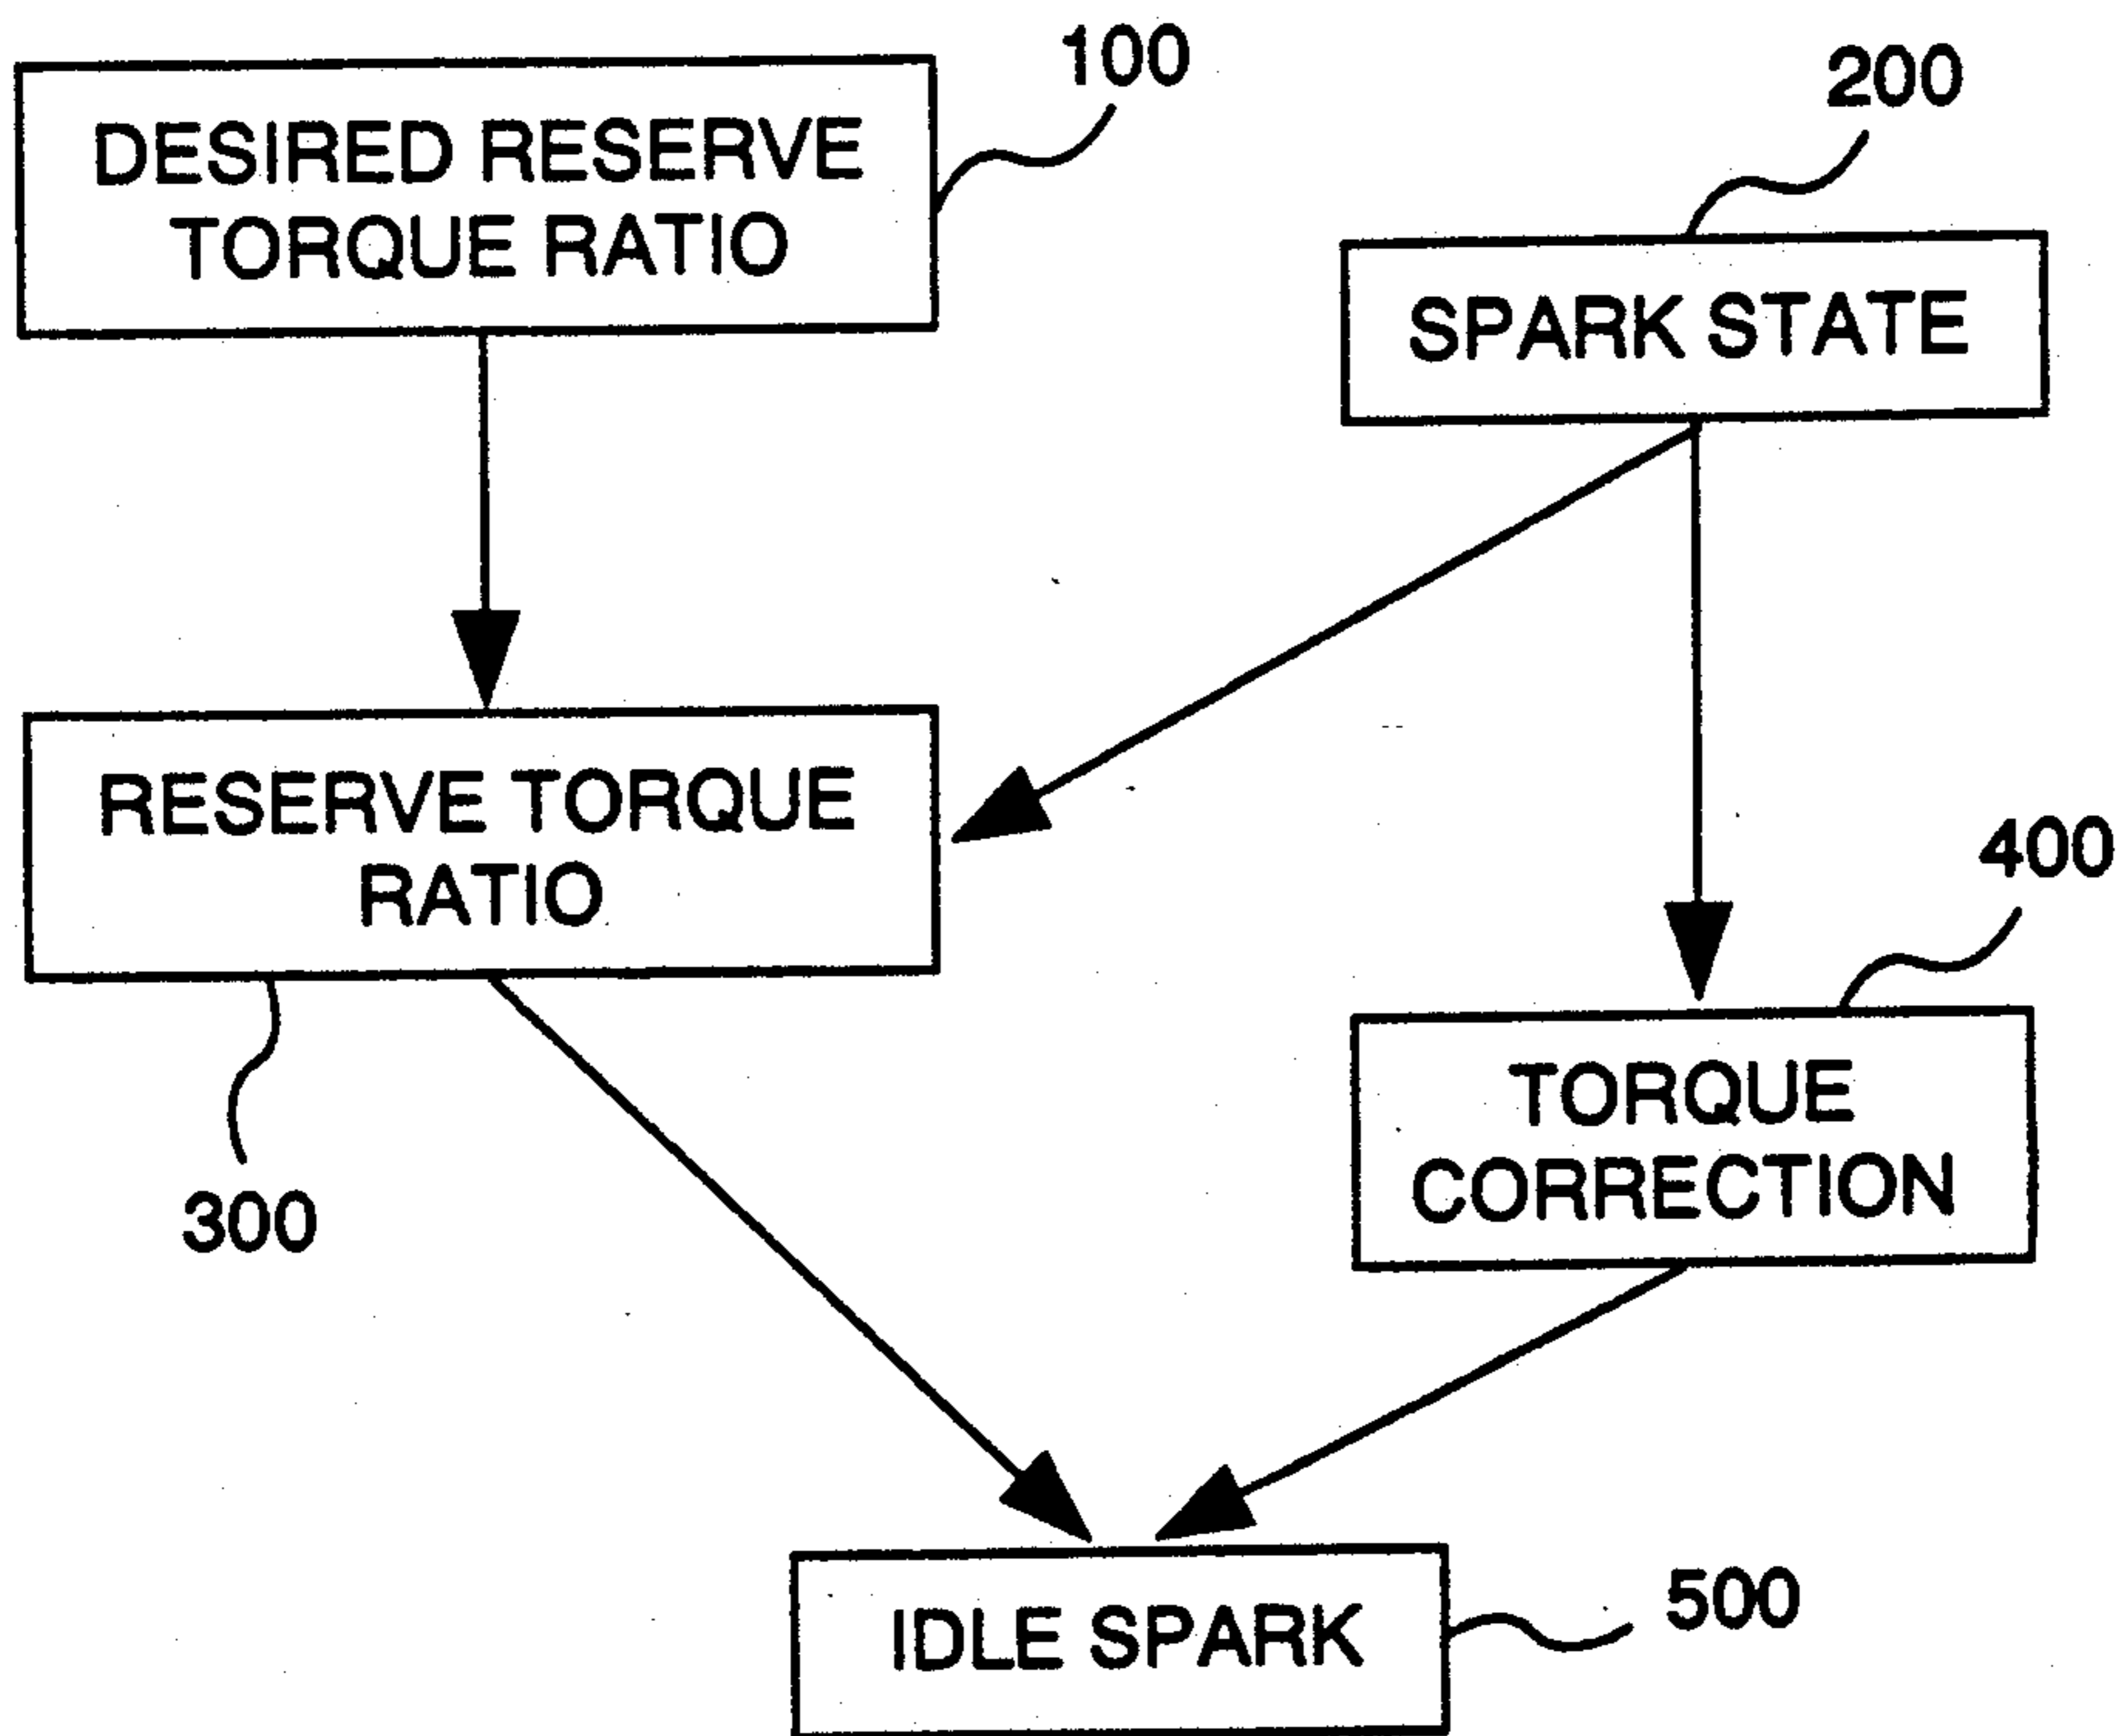 100
DESIRED RESERVE
TORQUE RATIO
200
SPARK STATE
RESERVE TORQUE
RATIO
300
400
TORQUE
CORRECTION
IDLE SPARK
500